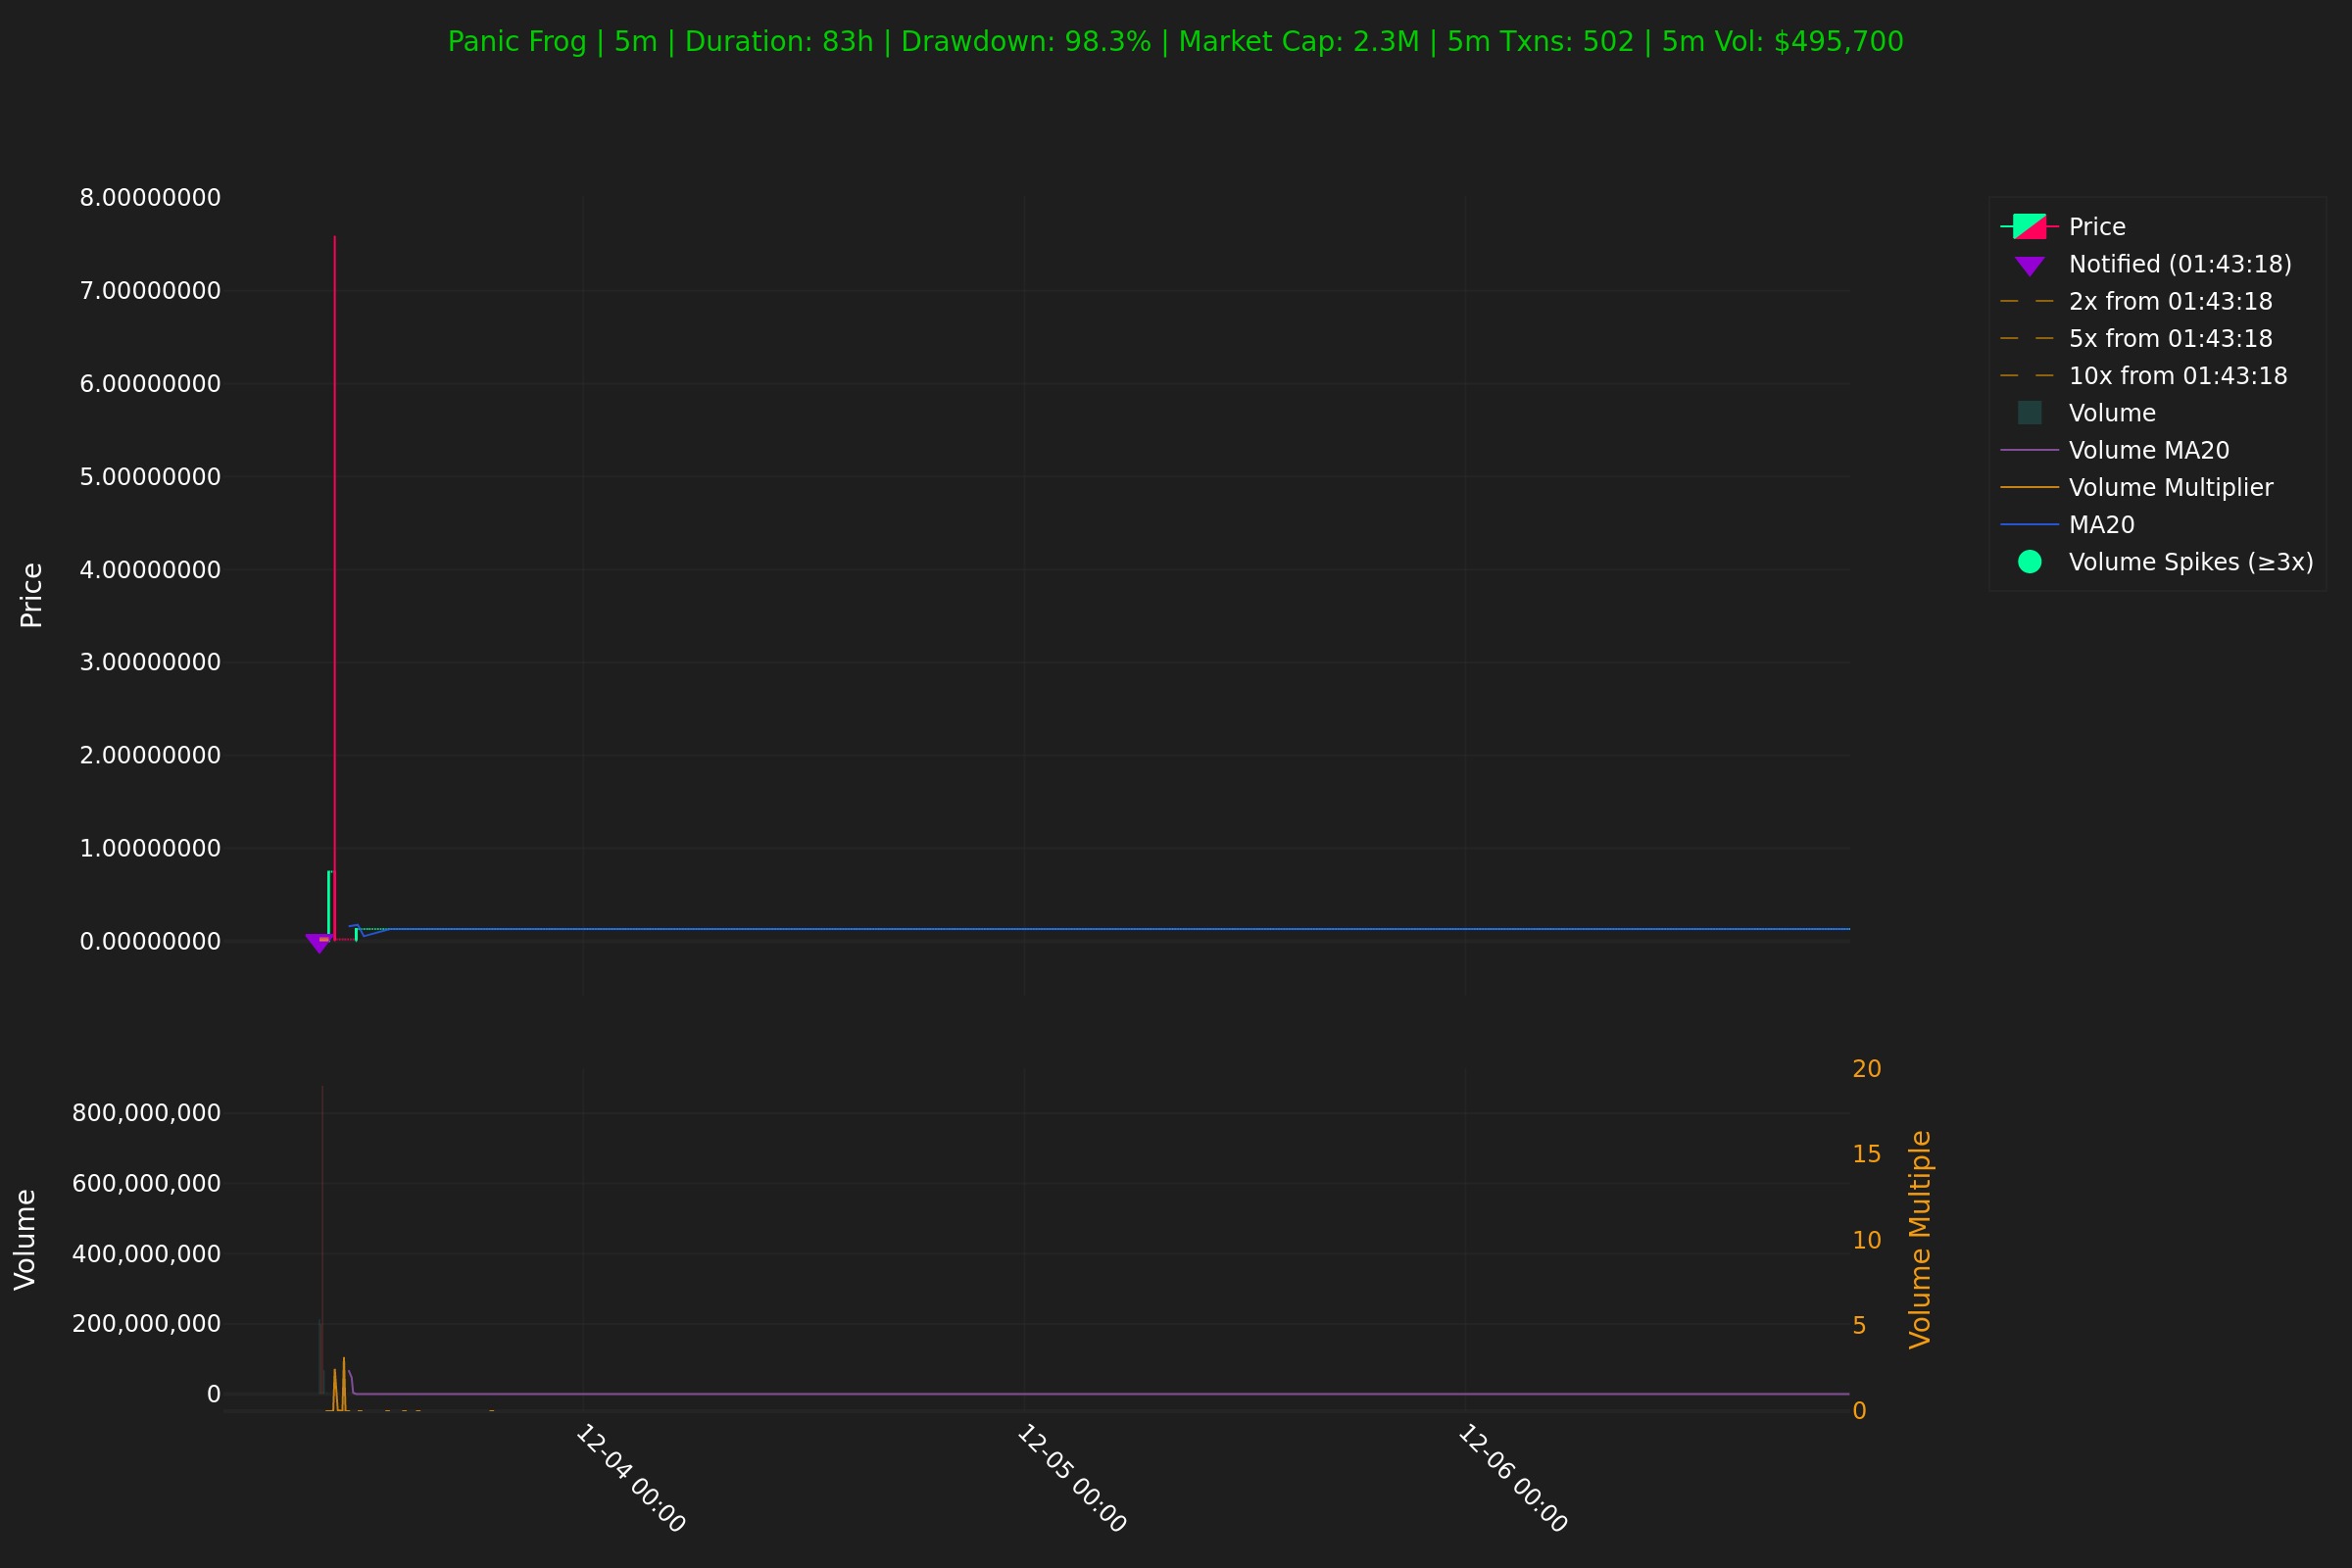 Panic Frog | 5m | Duration: 83h | Drawdown: 98.3% | Market Cap: 2.3M | 5m Txns: 502 | 5m Vol: $495,700
8.00000000
7.00000000
6.00000000
5.00000000
4.00000000
3.00000000
2.00000000
1.00000000
0.00000000
Price
Price
Notified (01:43:18)
2x from 01:43:18
5x from 01:43:18
10x from 01:43:18
Volume
Volume MA20
Volume Multiplier
MA20
Volume Spikes (≥3x)
800,000,000
600,000,000
400,000,000
200,000,000
0
Volume
20
15
10
5
0
Volume Multiple
12-04 00:00
12-05 00:00
12-06 00:00